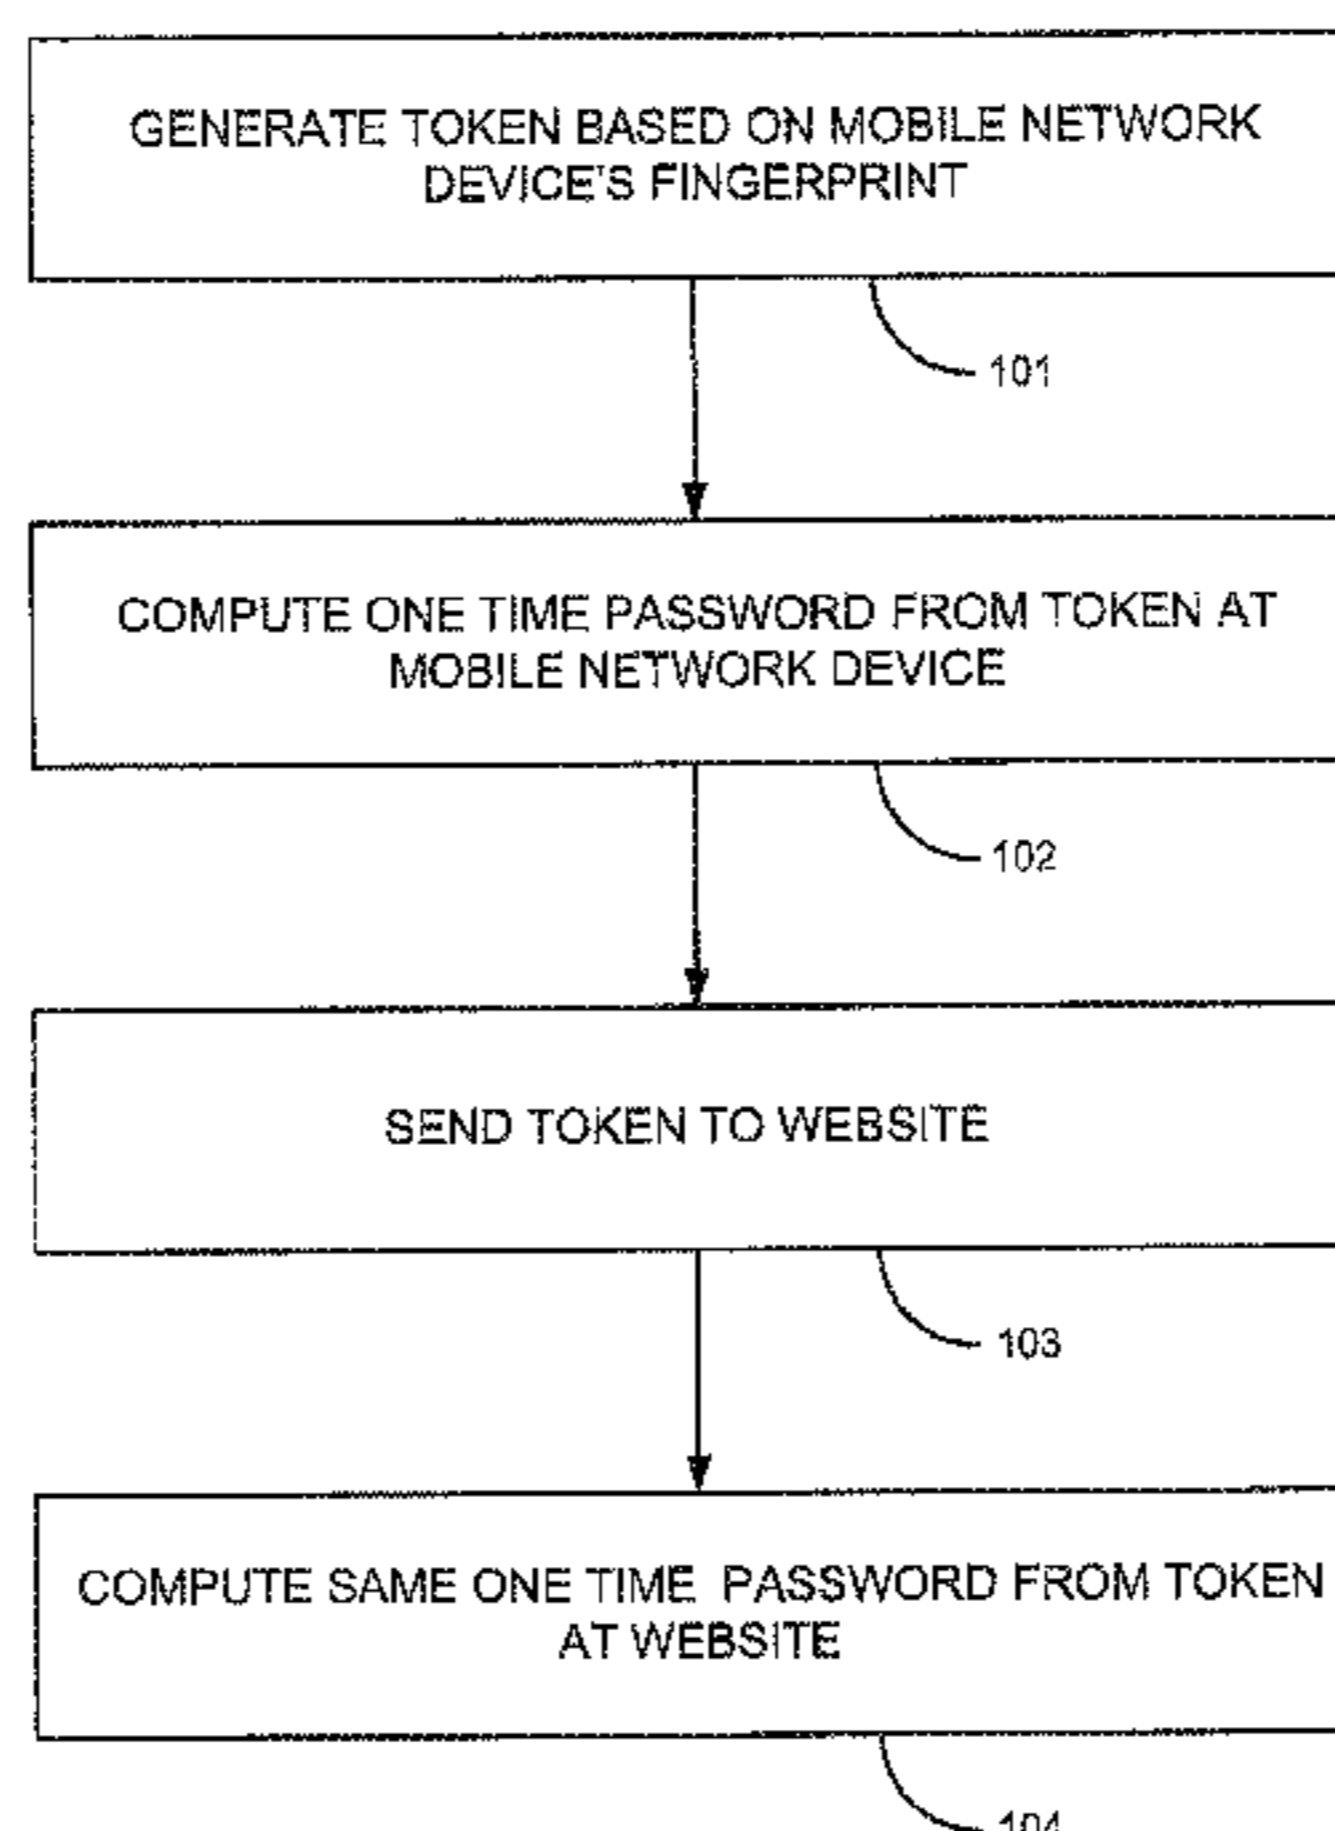 GENERATE TOKEN BASED ON MOBILE NETWORK
DEVICE'S FINGERPRINT
101
COMPUTE ONE TIME PASSWORD FROM TOKEN AT
MOBILE NETWORK DEVICE
102
SEND TOKEN TO WEBSITE
103
COMPUTE SAME ONE TIME PASSWORD FROM TOKEN
AT WEBSITE
104